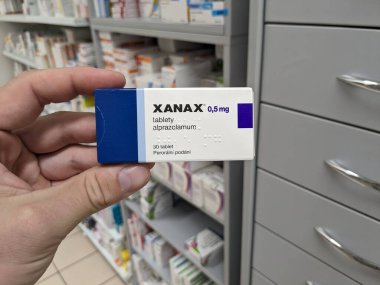 XANAX® 0,5 mg
tablety
alprazolamum
30 tablet
Perorální podání